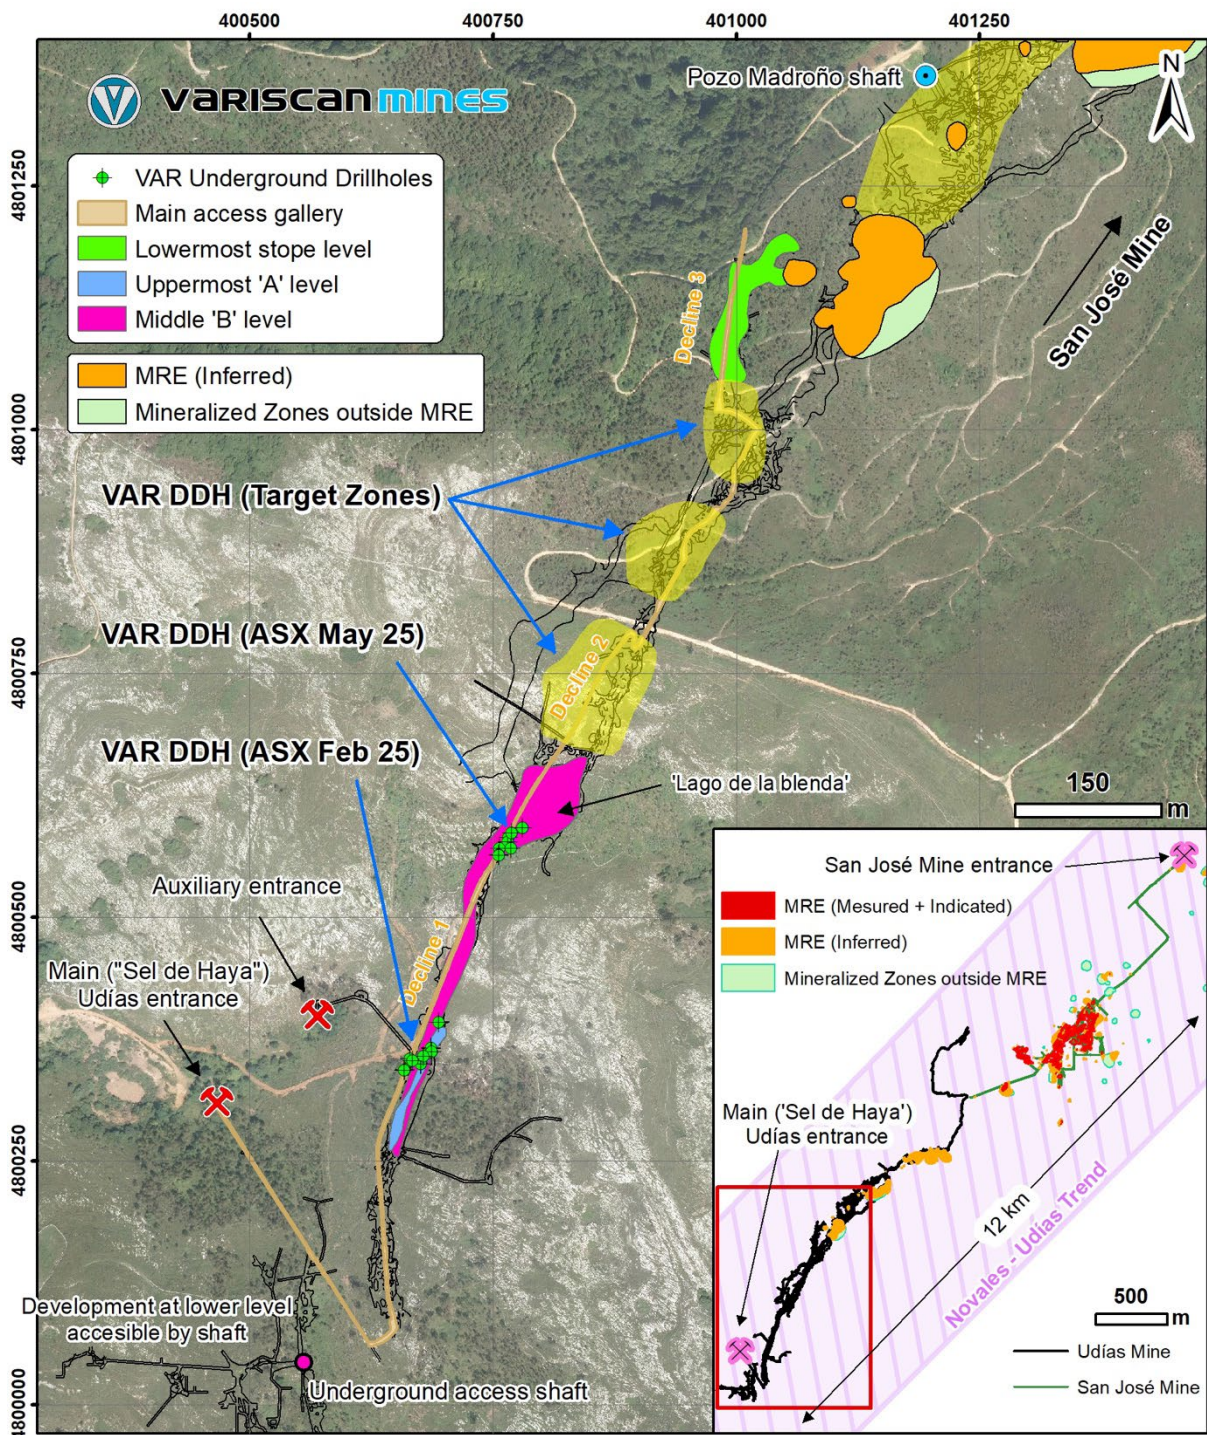 400500
400750
401000
401250
4801250
4801000
4800750
4800500
4800250
4800000
VARISCAN MINES
VAR Underground Drillholes
Main access gallery
Lowermost stope level
Uppermost 'A' level
Middle 'B' level
MRE (Inferred)
Mineralized Zones outside MRE
Pozo Madroño shaft
N
San José Mine
Decline 3
VAR DDH (Target Zones)
VAR DDH (ASX May 25)
Decline 2
VAR DDH (ASX Feb 25)
'Lago de la blenda'
150
m
Auxiliary entrance
Decline 1
Main ("Sel de Haya")
Udías entrance
Development at lower level
accesible by shaft
Underground access shaft
San José Mine entrance
MRE (Mesured + Indicated)
MRE (Inferred)
Mineralized Zones outside MRE
Main ('Sel de Haya')
Udías entrance
12 km
Novales - Udías Trend
500
m
Udías Mine
San José Mine